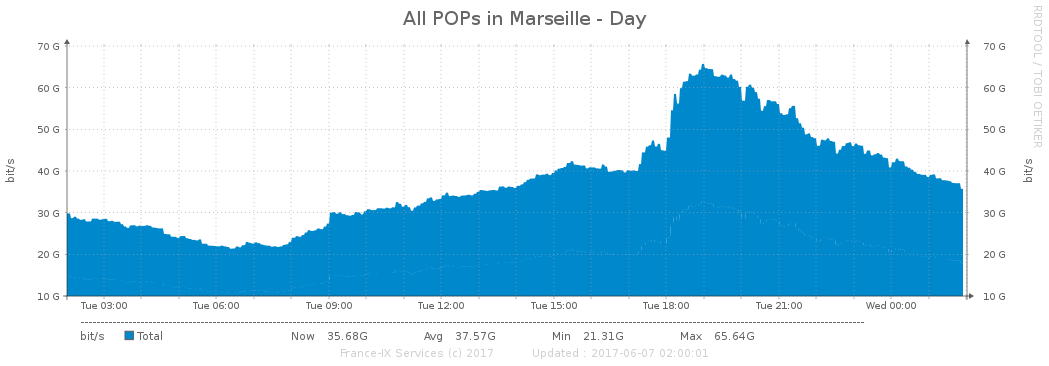 All POPs in Marseille - Day
RRDTOOL / TOBI OETIKER
70 G 70 G
60 G 60 G
50 G 50 G
40 G 40 G
30 G 30 G
20 G 20 G
10 G 10 G
bit/s bit/s
Tue 03:00 Tue 06:00 Tue 09:00 Tue 12:00 Tue 15:00 Tue 18:00 Tue 21:00 Wed 00:00
bit/s Total Now 35.68G Avg 37.57G Min 21.31G Max 65.64G
France-IX Services (c) 2017 Updated : 2017-06-07 02:00:01